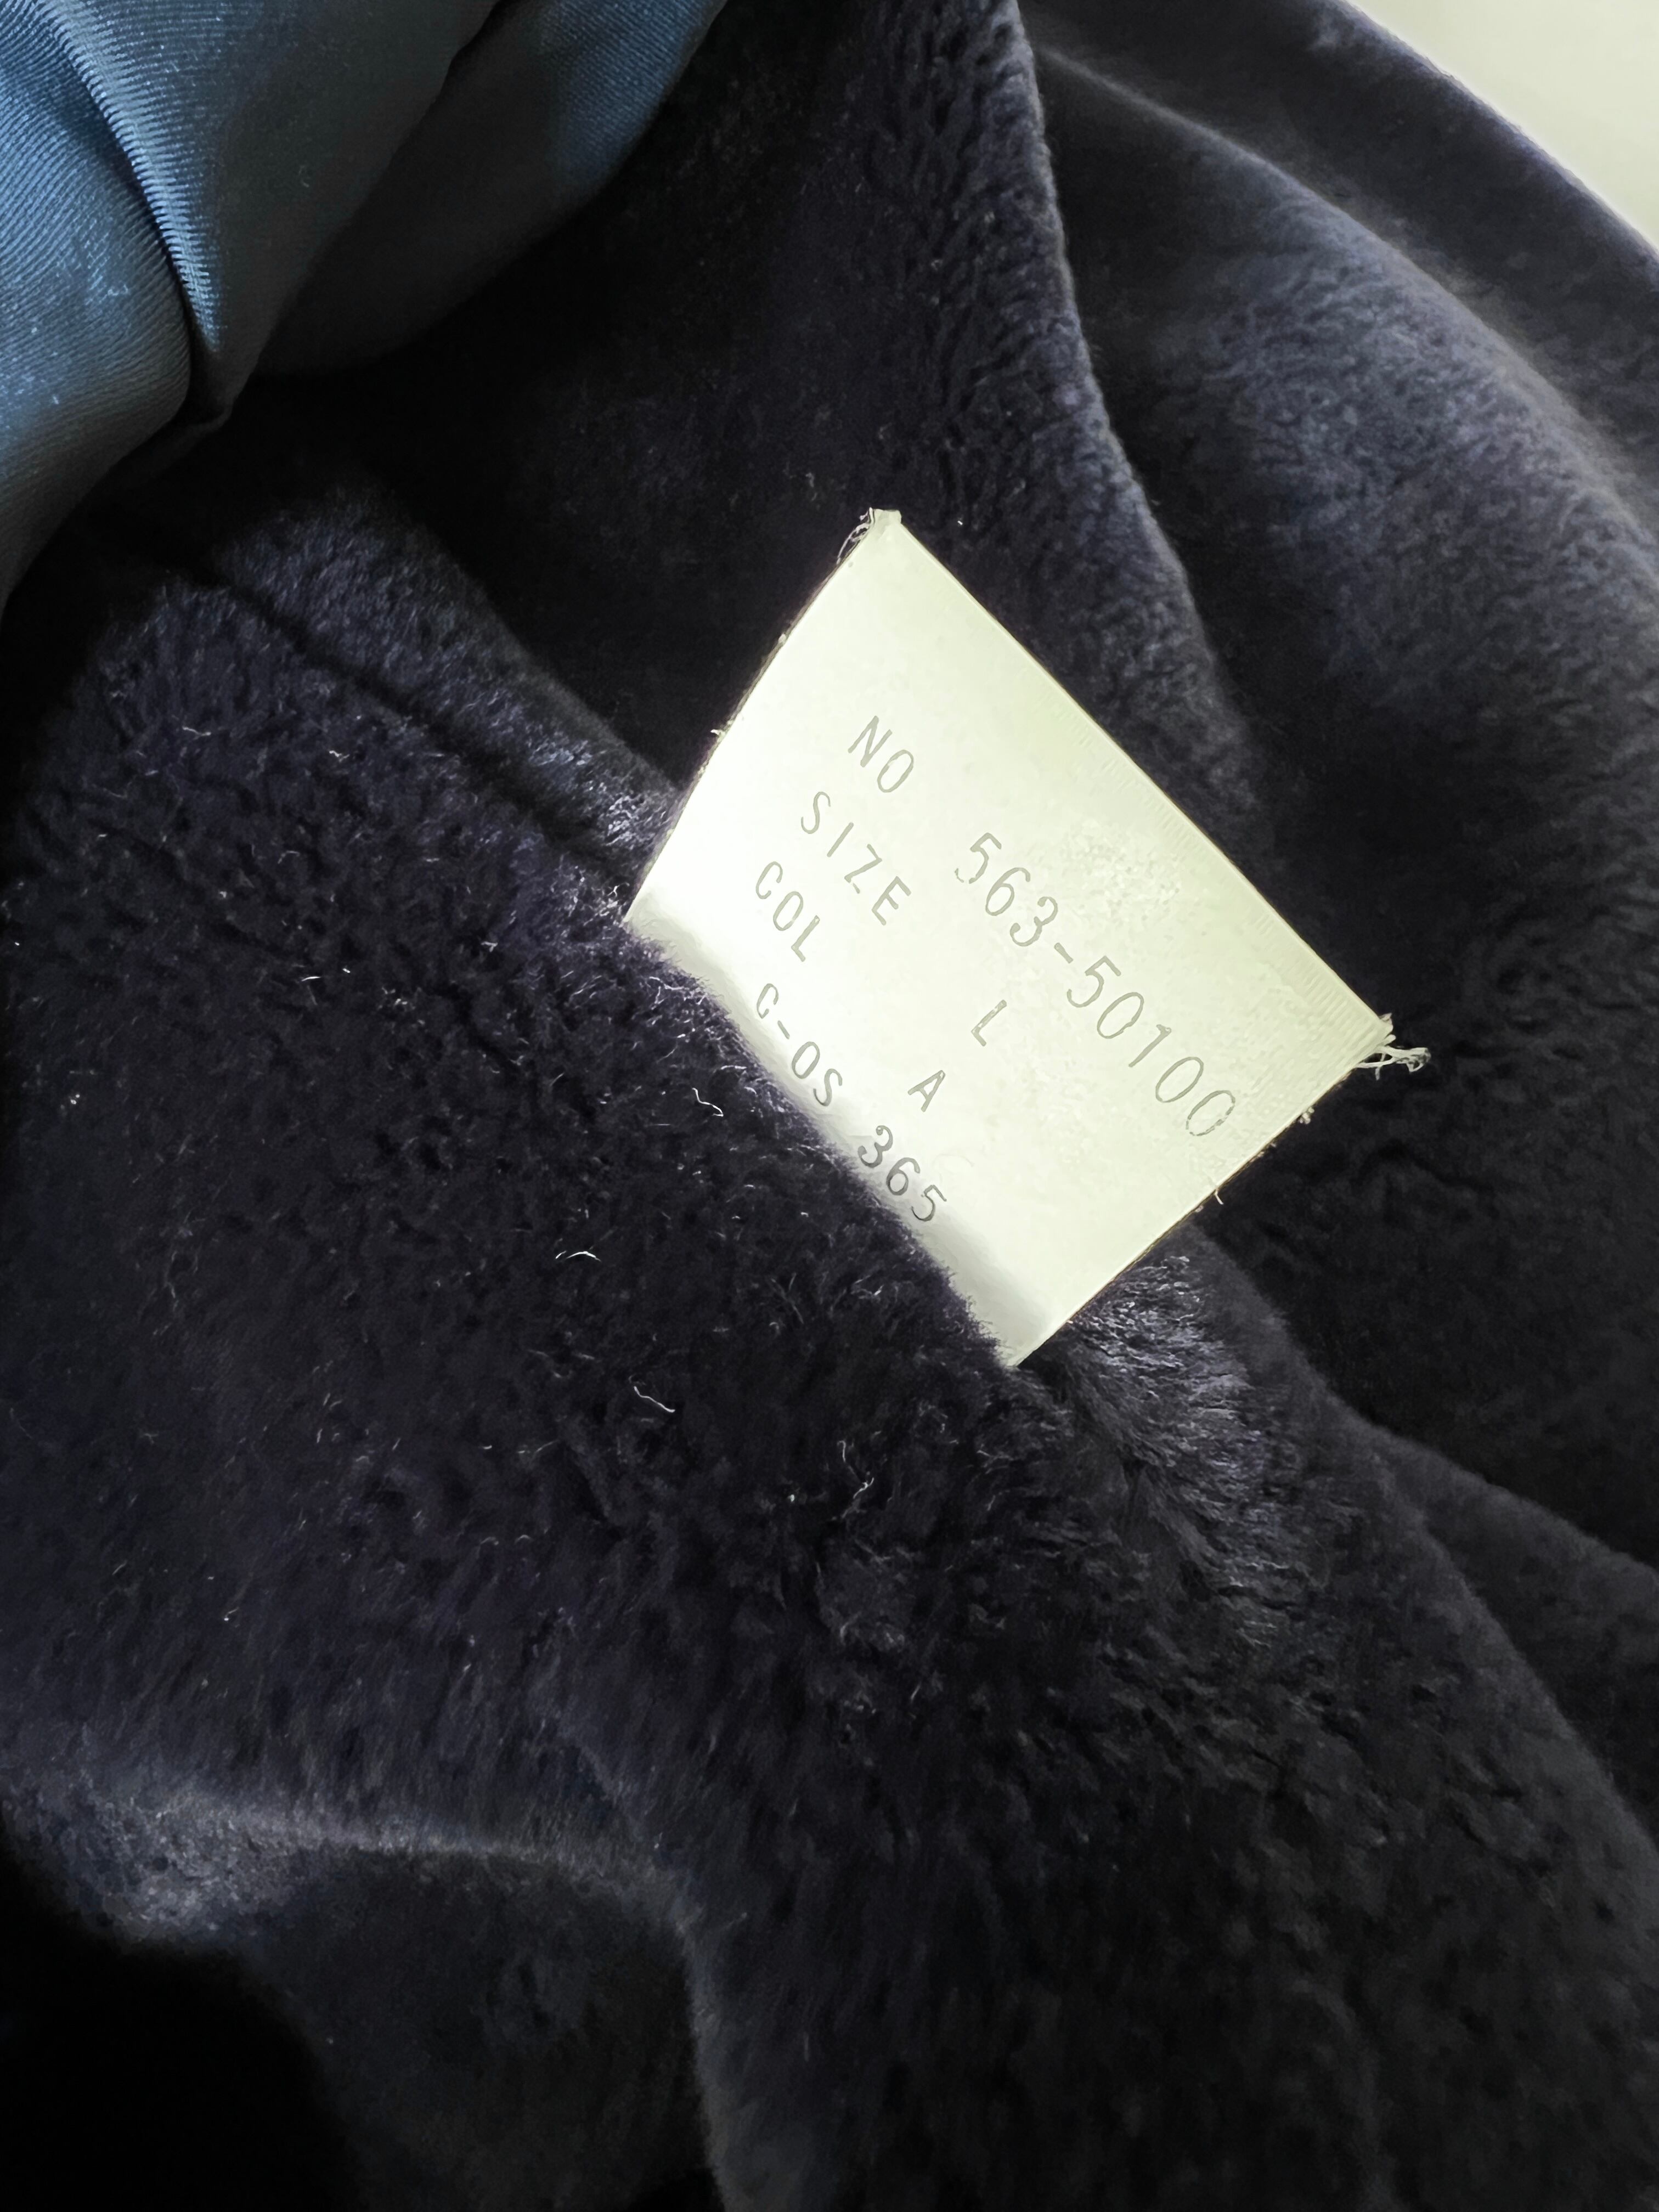 NO 563-50100
SIZE L
COL A
C-OS 365